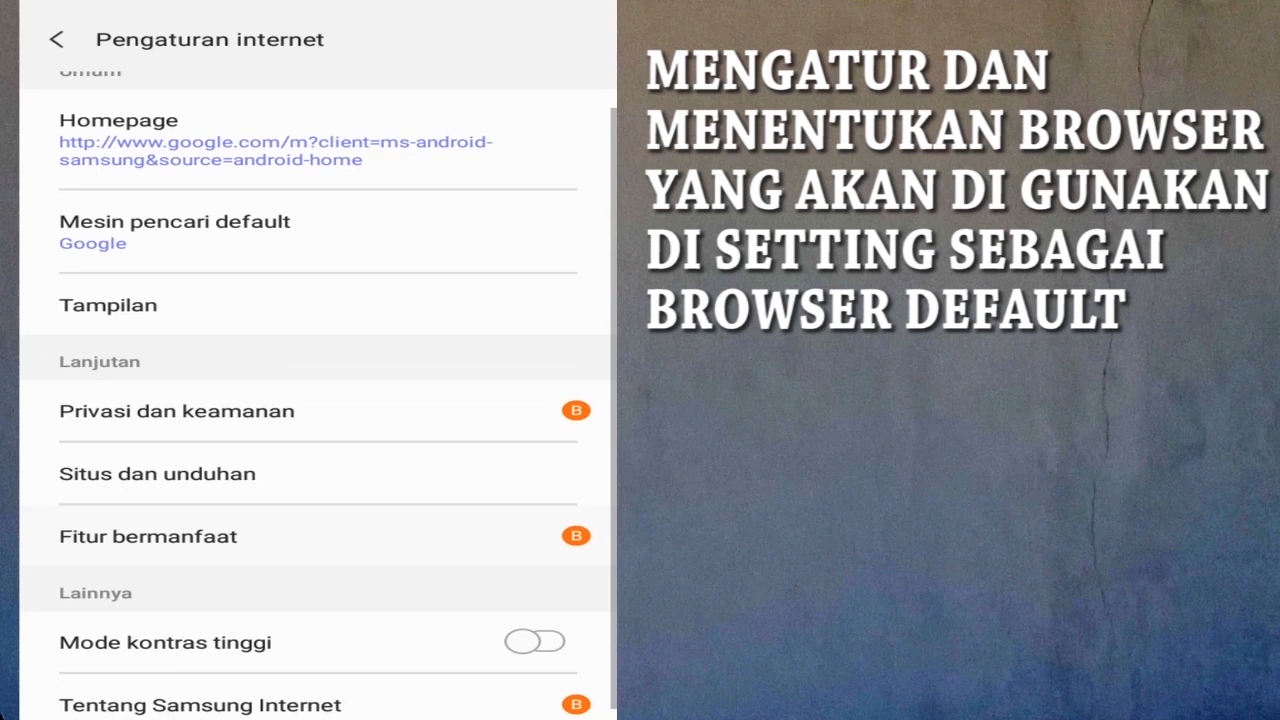 Pengaturan internet
Umum
Homepage
http://www.google.com/m?client=ms-android-
samsung&source=android-home
Mesin pencari default
Google
Tampilan
Lanjutan
Privasi dan keamanan
B
Situs dan unduhan
Fitur bermanfaat
B
Lainnya
Mode kontras tinggi
Tentang Samsung Internet
B
MENGATUR DAN
MENENTUKAN BROWSER
YANG AKAN DI GUNAKAN
DI SETTING SEBAGAI
BROWSER DEFAULT